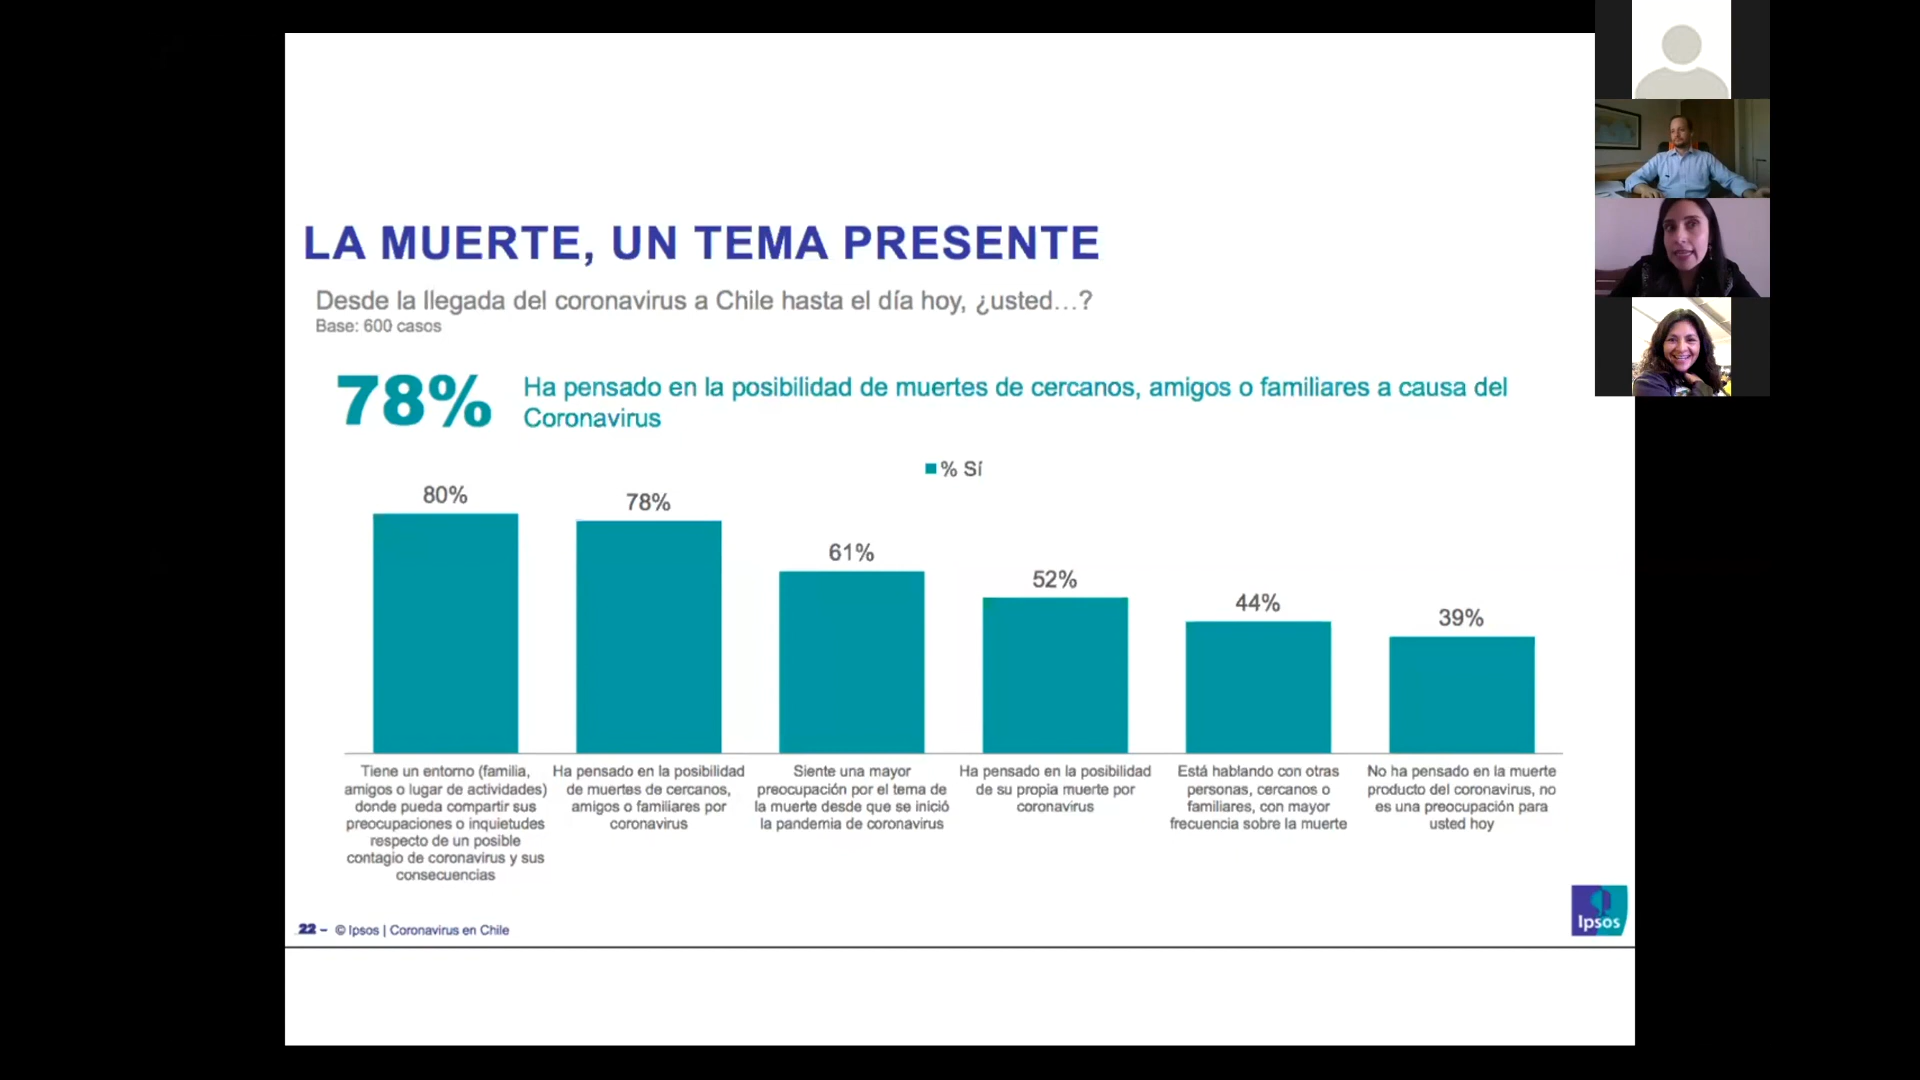 LA MUERTE, UN TEMA PRESENTE
Desde la llegada del coronavirus a Chile hasta el día hoy, ¿usted…?
Base: 600 casos
78%
Ha pensado en la posibilidad de muertes de cercanos, amigos o familiares a causa del
Coronavirus
% Sí
80%
78%
61%
52%
44%
39%
Tiene un entorno (familia,
amigos o lugar de actividades)
donde pueda compartir sus
preocupaciones o inquietudes
respecto de un posible
contagio de coronavirus y sus
consecuencias
Ha pensado en la posibilidad
de muertes de cercanos,
amigos o familiares por
coronavirus
Siente una mayor
preocupación por el tema de
la muerte desde que se inició
la pandemia de coronavirus
Ha pensado en la posibilidad
de su propia muerte por
coronavirus
Está hablando con otras
personas, cercanos o
familiares, con mayor
frecuencia sobre la muerte
No ha pensado en la muerte
producto del coronavirus, no
es una preocupación para
usted hoy
22 – © Ipsos | Coronavirus en Chile
Ipsos